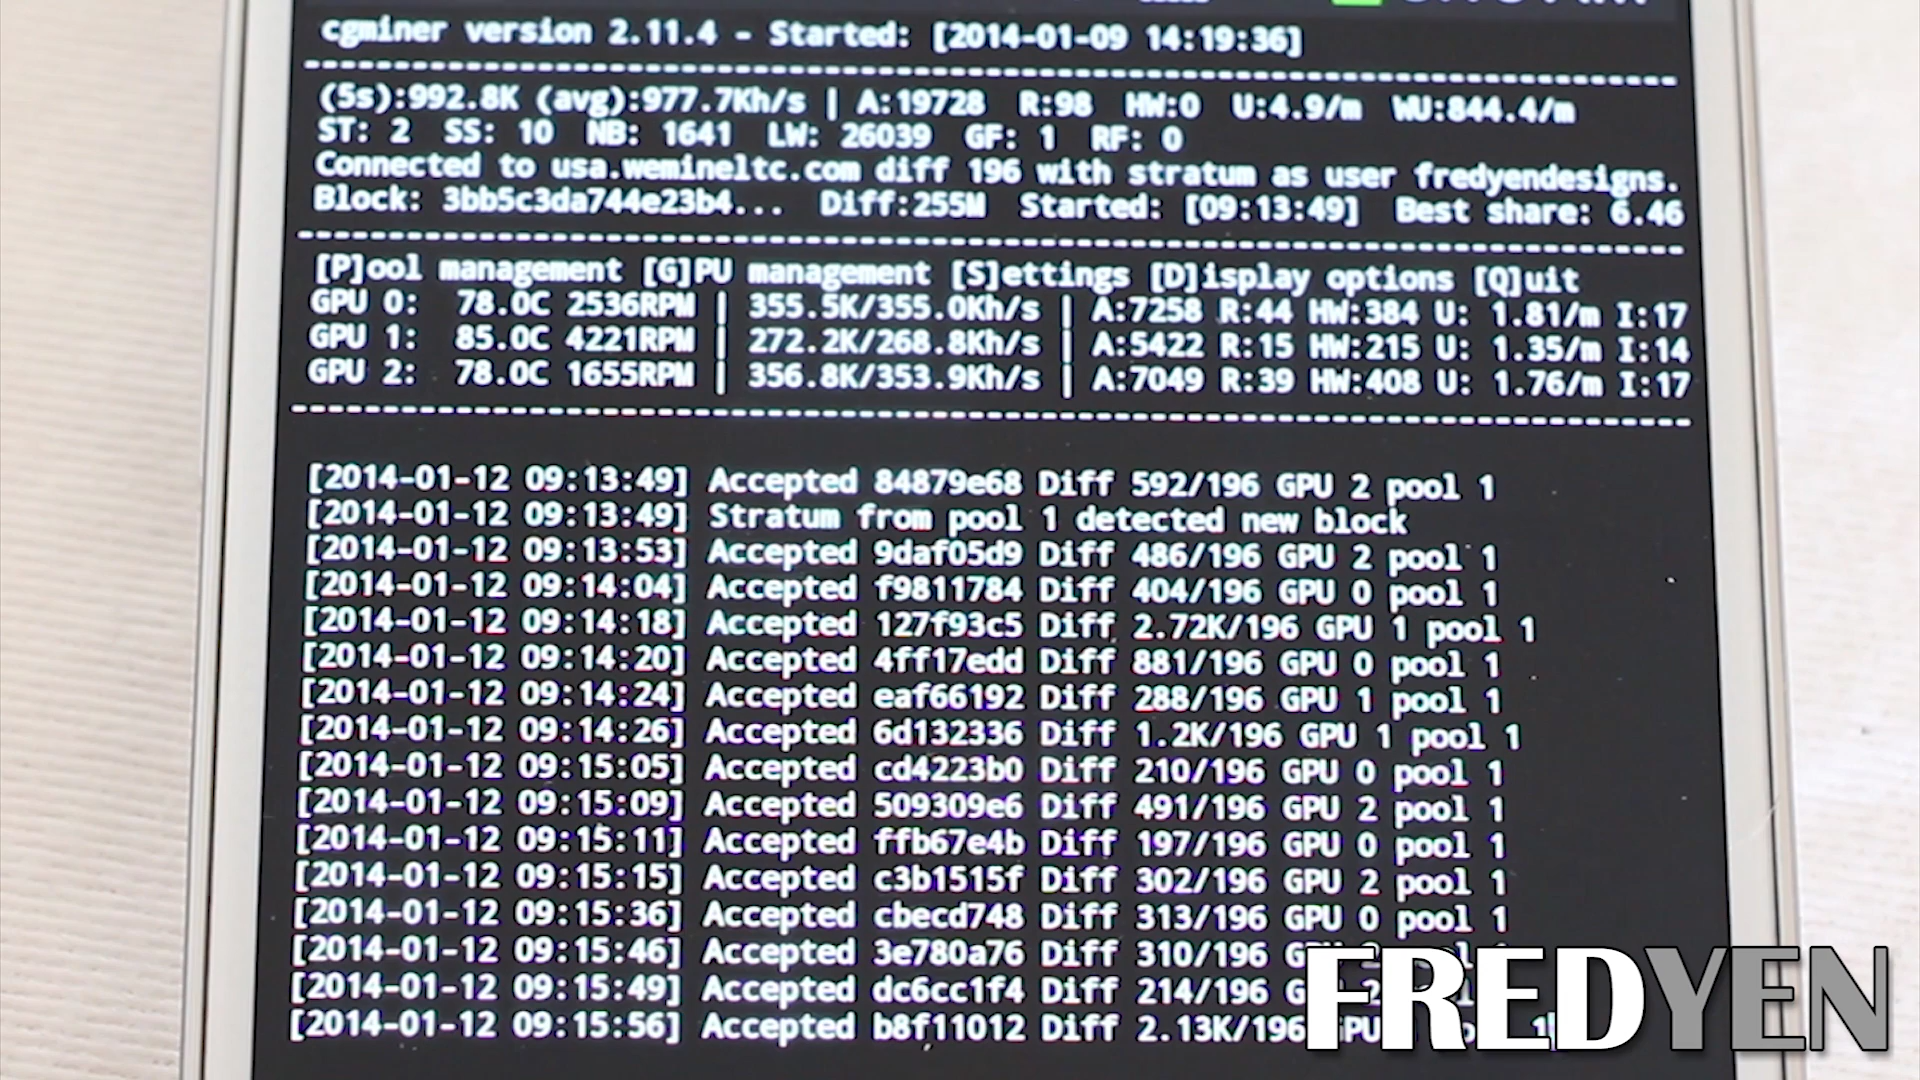 cgminer version 2.11.4 - Started: [2014-01-09 14:19:36]
(5s):992.8K (avg):977.7Kh/s | A:19728 R:98 HW:0 U:4.9/m WU:844.4/m
ST: 2 SS: 10 NB: 1641 LW: 26039 GF: 1 RF: 0
Connected to usa.wemineltc.com diff 196 with stratum as user fredyendesigns.
Block: 3bb5c3da744e23b4... Diff:255M Started: [09:13:49] Best share: 6.46
[P]ool management [G]PU management [S]ettings [D]isplay options [Q]uit
GPU 0: 78.0C 2536RPM | 355.5K/355.0Kh/s | A:7258 R:44 HW:384 U: 1.81/m I:17
GPU 1: 85.0C 4221RPM | 272.2K/268.8Kh/s | A:5422 R:15 HW:215 U: 1.35/m I:14
GPU 2: 78.0C 1655RPM | 356.8K/353.9Kh/s | A:7049 R:39 HW:408 U: 1.76/m I:17
[2014-01-12 09:13:49] Accepted 84879e68 Diff 592/196 GPU 2 pool 1
[2014-01-12 09:13:49] Stratum from pool 1 detected new block
[2014-01-12 09:13:53] Accepted 9daf05d9 Diff 486/196 GPU 2 pool 1
[2014-01-12 09:14:04] Accepted f9811784 Diff 404/196 GPU 0 pool 1
[2014-01-12 09:14:18] Accepted 127f93c5 Diff 2.72K/196 GPU 1 pool 1
[2014-01-12 09:14:20] Accepted 4ff17edd Diff 881/196 GPU 0 pool 1
[2014-01-12 09:14:24] Accepted eaf66192 Diff 288/196 GPU 1 pool 1
[2014-01-12 09:14:26] Accepted 6d132336 Diff 1.2K/196 GPU 1 pool 1
[2014-01-12 09:15:05] Accepted cd4223b0 Diff 210/196 GPU 0 pool 1
[2014-01-12 09:15:09] Accepted 509309e6 Diff 491/196 GPU 2 pool 1
[2014-01-12 09:15:11] Accepted ffb67e4b Diff 197/196 GPU 0 pool 1
[2014-01-12 09:15:15] Accepted c3b1515f Diff 302/196 GPU 2 pool 1
[2014-01-12 09:15:36] Accepted cbecd748 Diff 313/196 GPU 0 pool 1
[2014-01-12 09:15:46] Accepted 3e780a76 Diff 310/196
[2014-01-12 09:15:49] Accepted dc6cc1f4 Diff 214/196
[2014-01-12 09:15:56] Accepted b8f11012 Diff 2.13K/196
FREDYEN